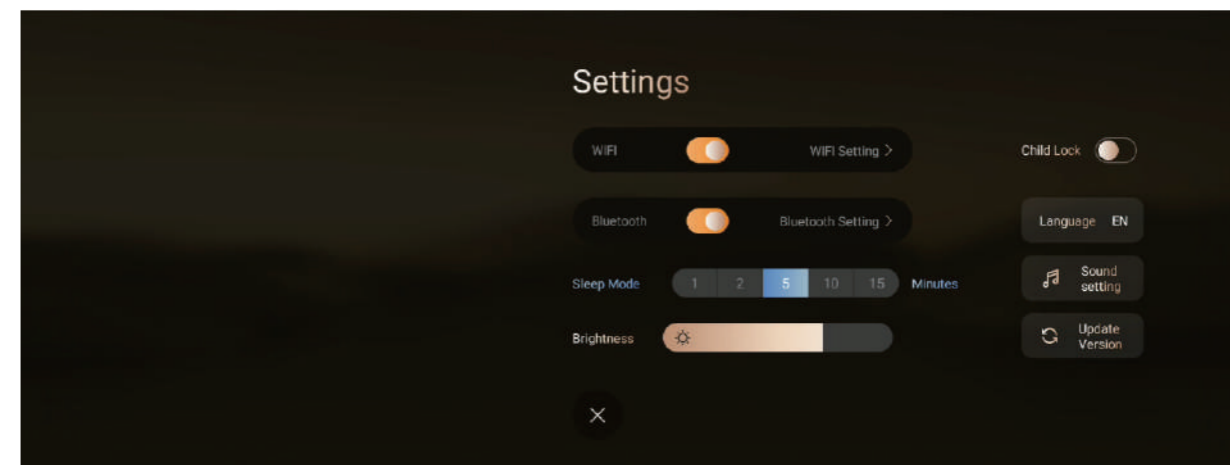 Settings
WIFI WIFI Setting >
Child Lock
Bluetooth Bluetooth Setting >
Language EN
Sleep Mode 1 2 5 10 15 Minutes
Sound
setting
Brightness
Update
Version